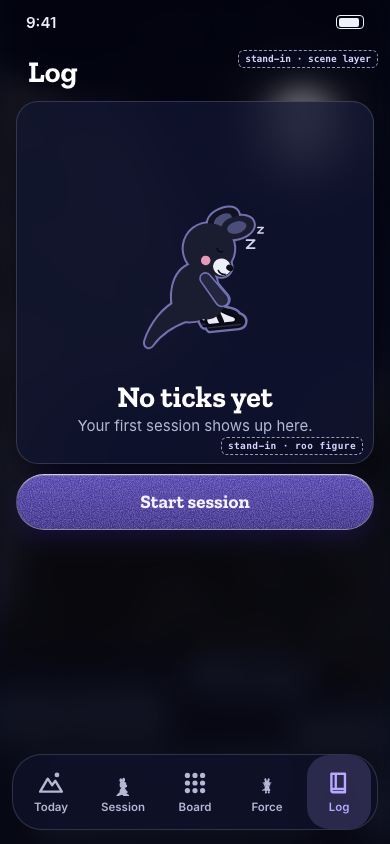 9:41
stand-in · scene layer
Log
z
z
No ticks yet
Your first session shows up here.
stand-in · roo figure
Start session
Today
Session
Board
Force
Log